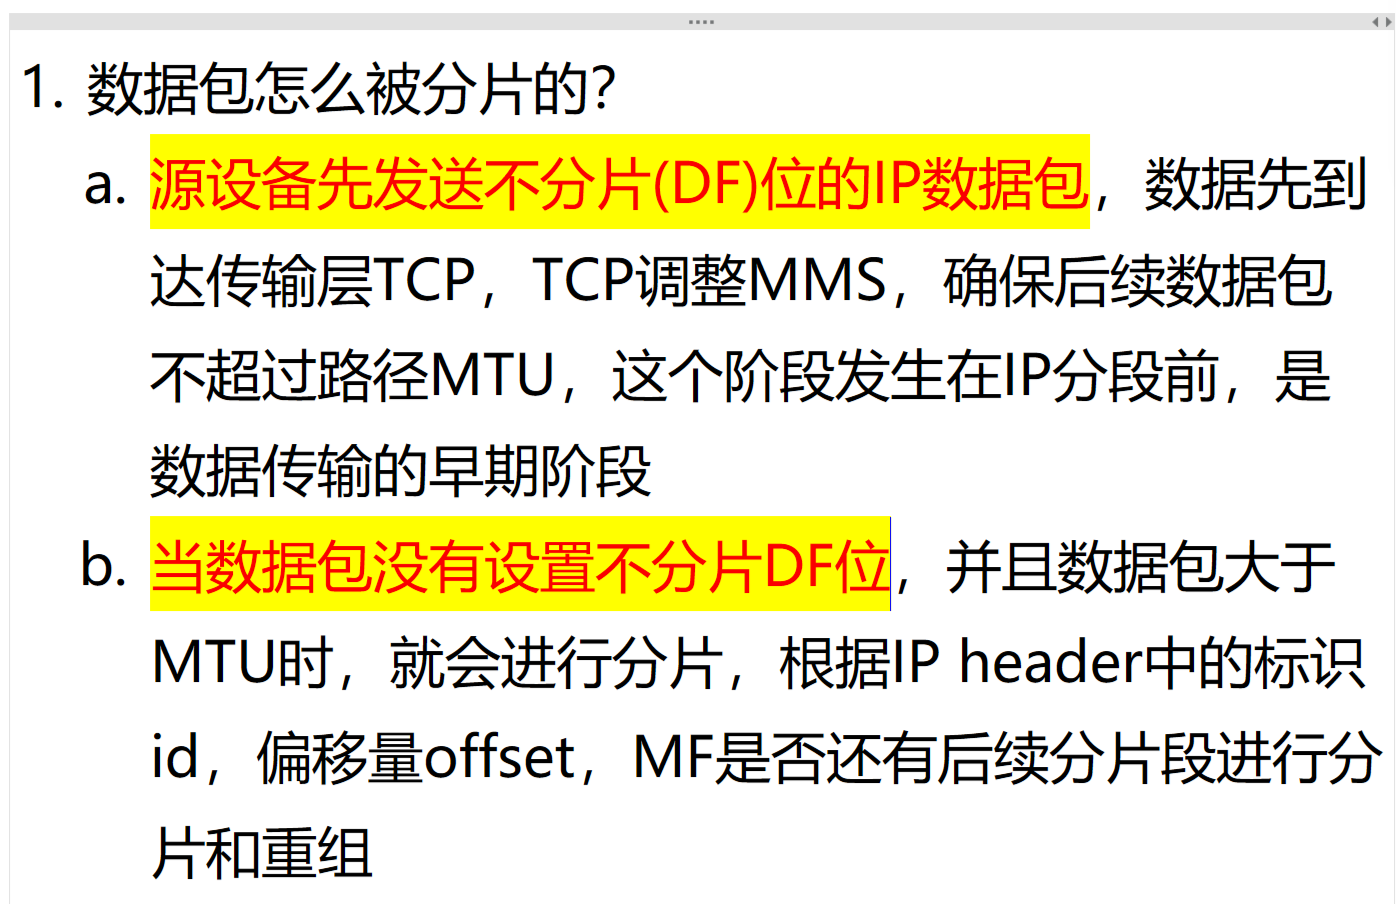 1. 数据包怎么被分片的？
a. 源设备先发送不分片(DF)位的IP数据包，数据先到
达传输层TCP，TCP调整MMS，确保后续数据包
不超过路径MTU，这个阶段发生在IP分段前，是
数据传输的早期阶段
b. 当数据包没有设置不分片DF位，并且数据包大于
MTU时，就会进行分片，根据IP header中的标识
id，偏移量offset，MF是否还有后续分片段进行分
片和重组